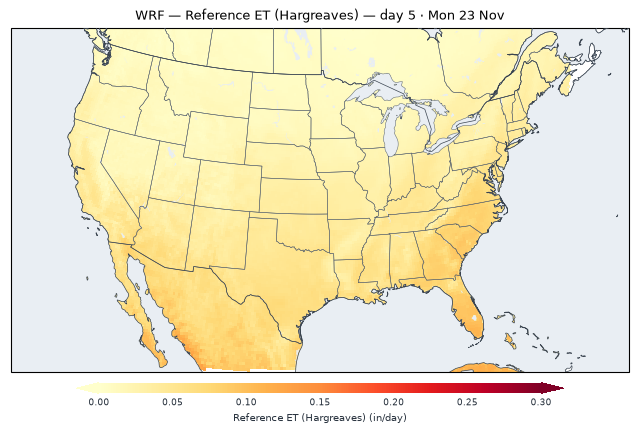 WRF — Reference ET (Hargreaves) — day 5 · Mon 23 Nov
0.00 0.05 0.10 0.15 0.20 0.25 0.30
Reference ET (Hargreaves) (in/day)